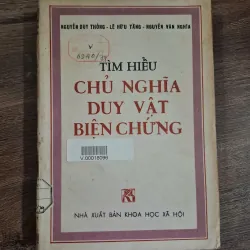 NGUYỄN DUY THÔNG - LÊ HỮU TẦNG - NGUYỄN VĂN NGHĨA
V
TÌM HIỂU
CHỦ NGHĨA
DUY VẬT
BIỆN CHỨNG
NHÀ XUẤT BẢN KHOA HỌC XÃ HỘI